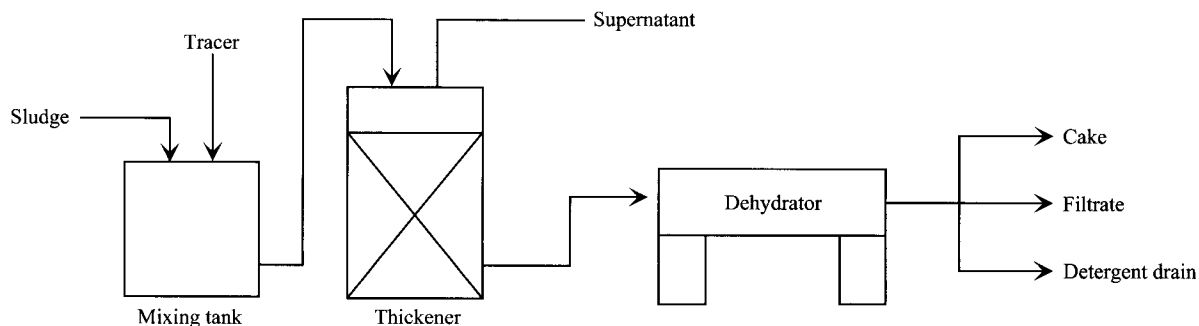 Supernatant
Tracer
Sludge
Cake
Dehydrator
Filtrate
Detergent drain
Mixing tank
Thickener